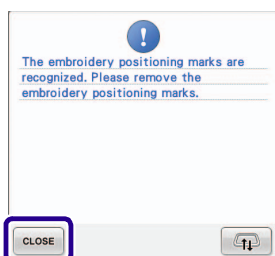 The embroidery positioning marks are
recognized. Please remove the
embroidery positioning marks.
CLOSE